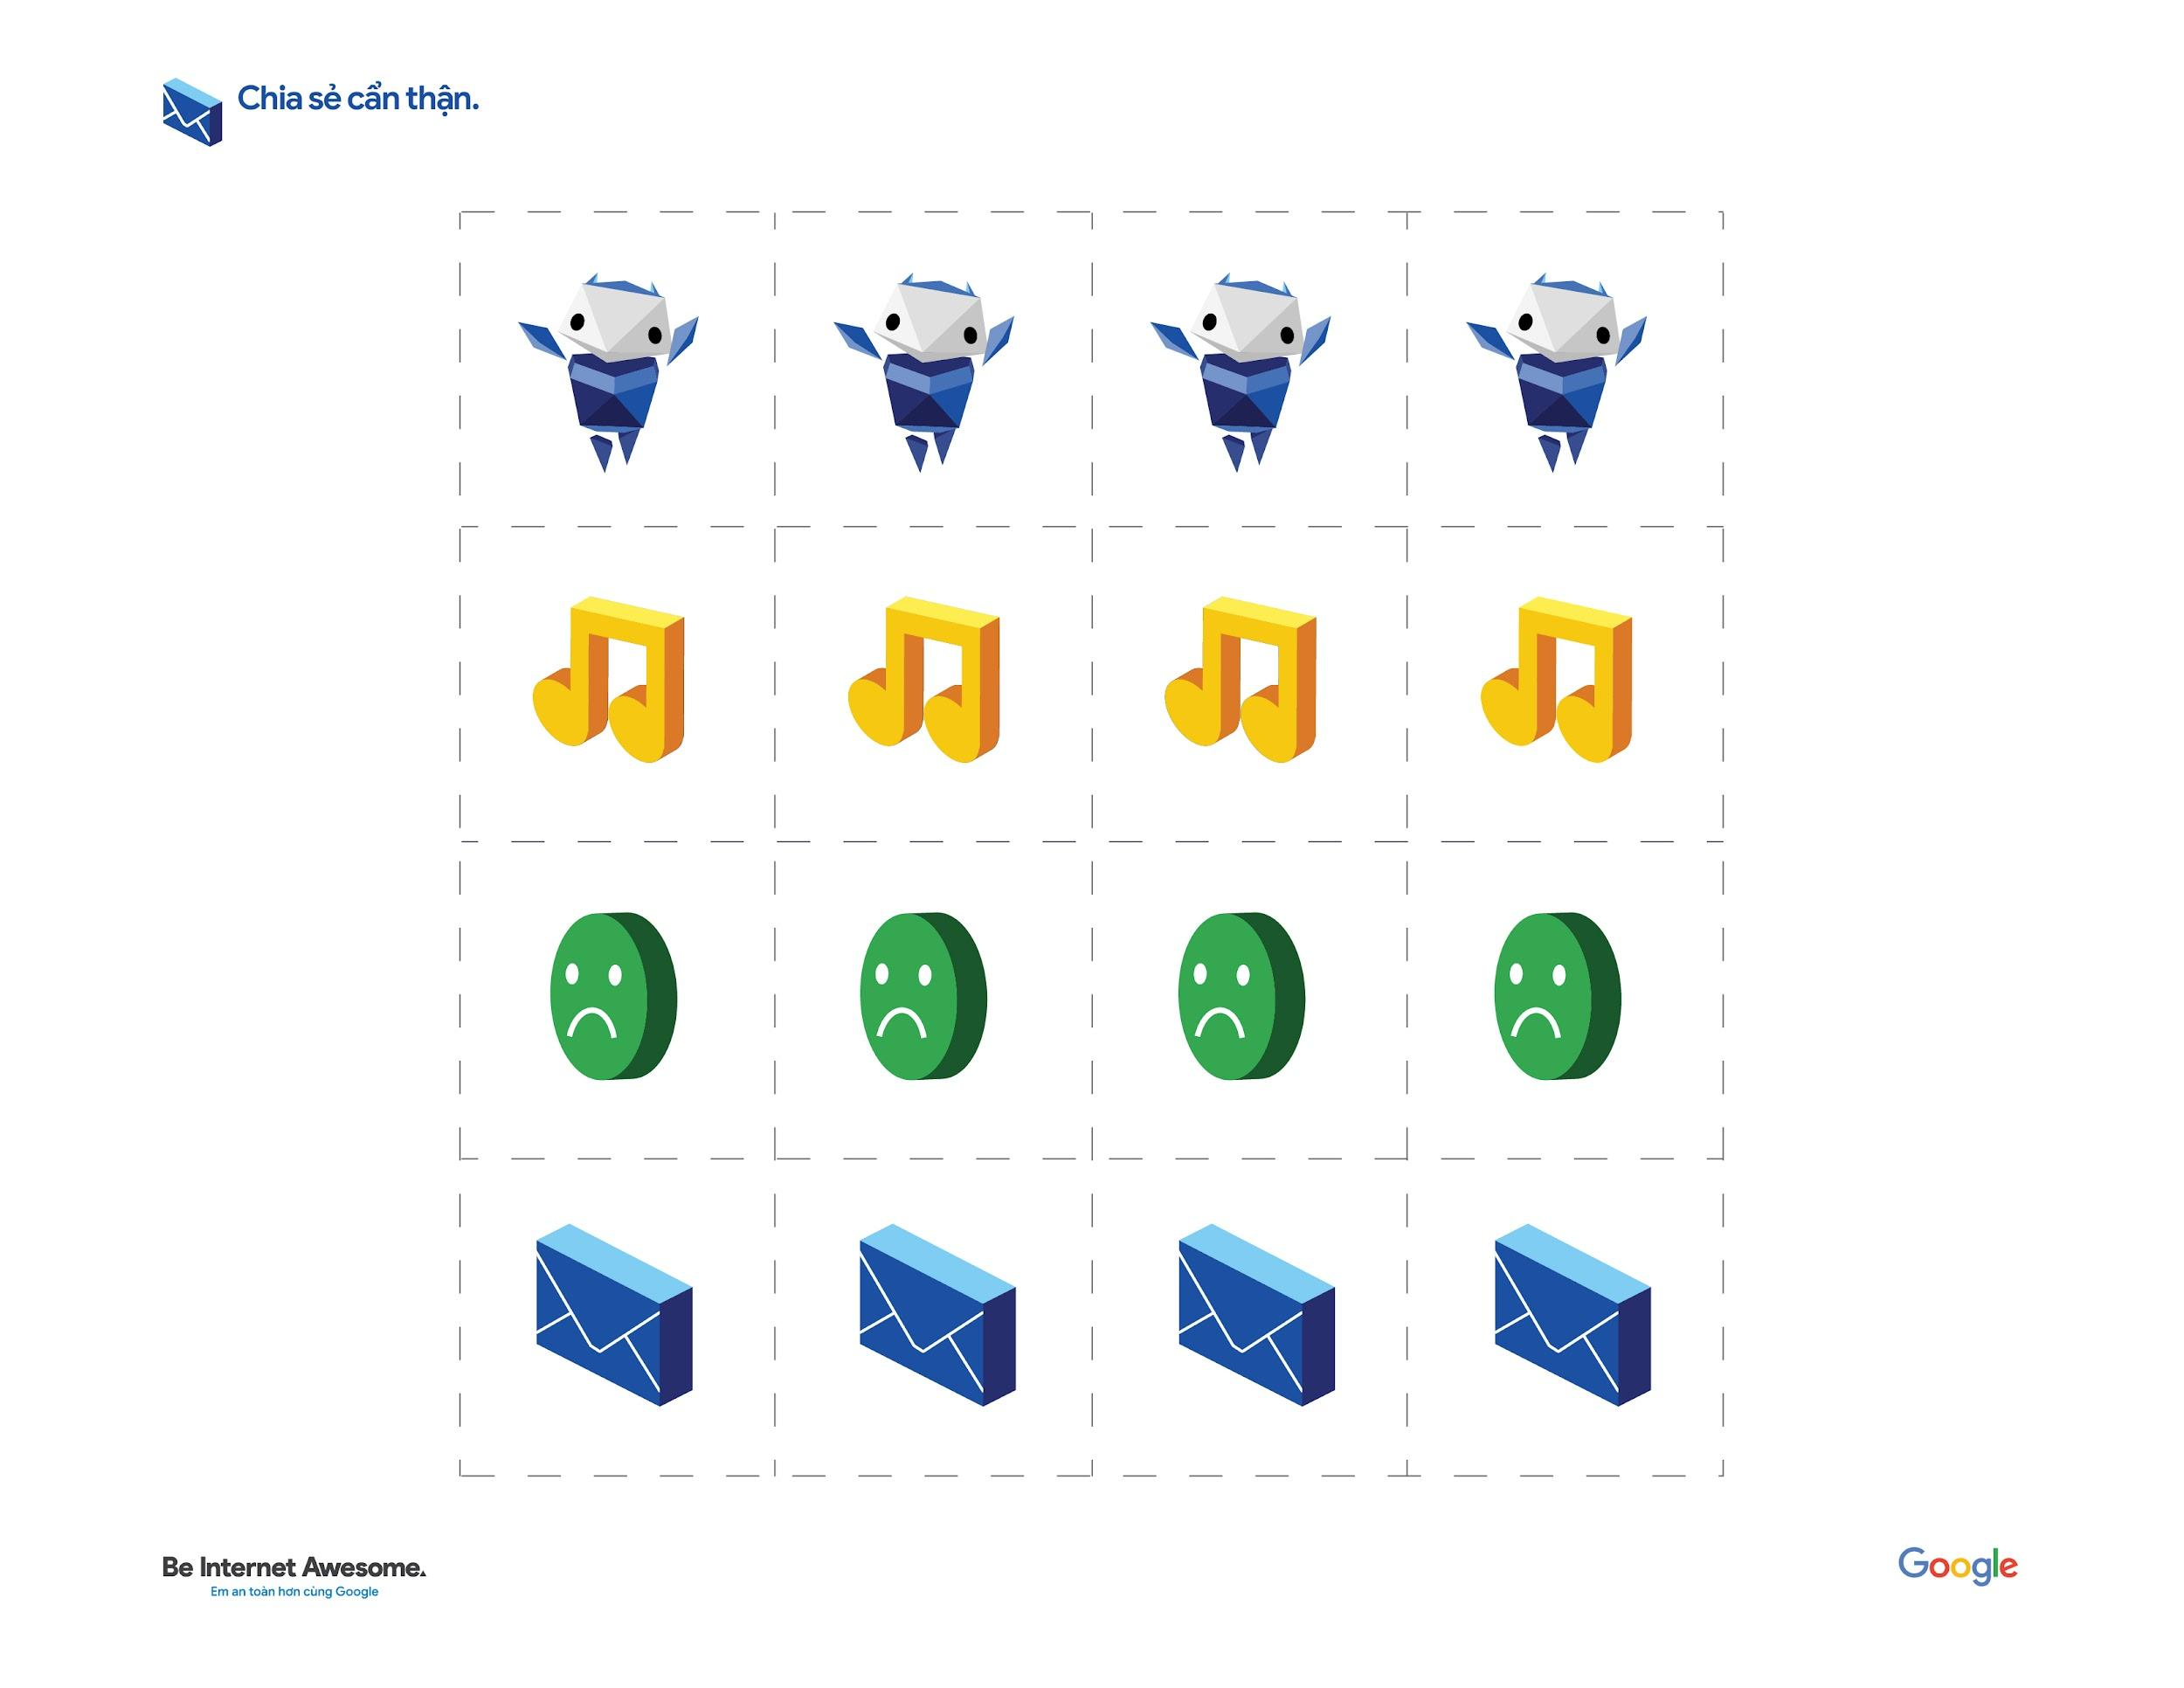 Chia sẻ cẩn thận.
Be Internet Awesome.
Em an toàn hơn cùng Google
Google